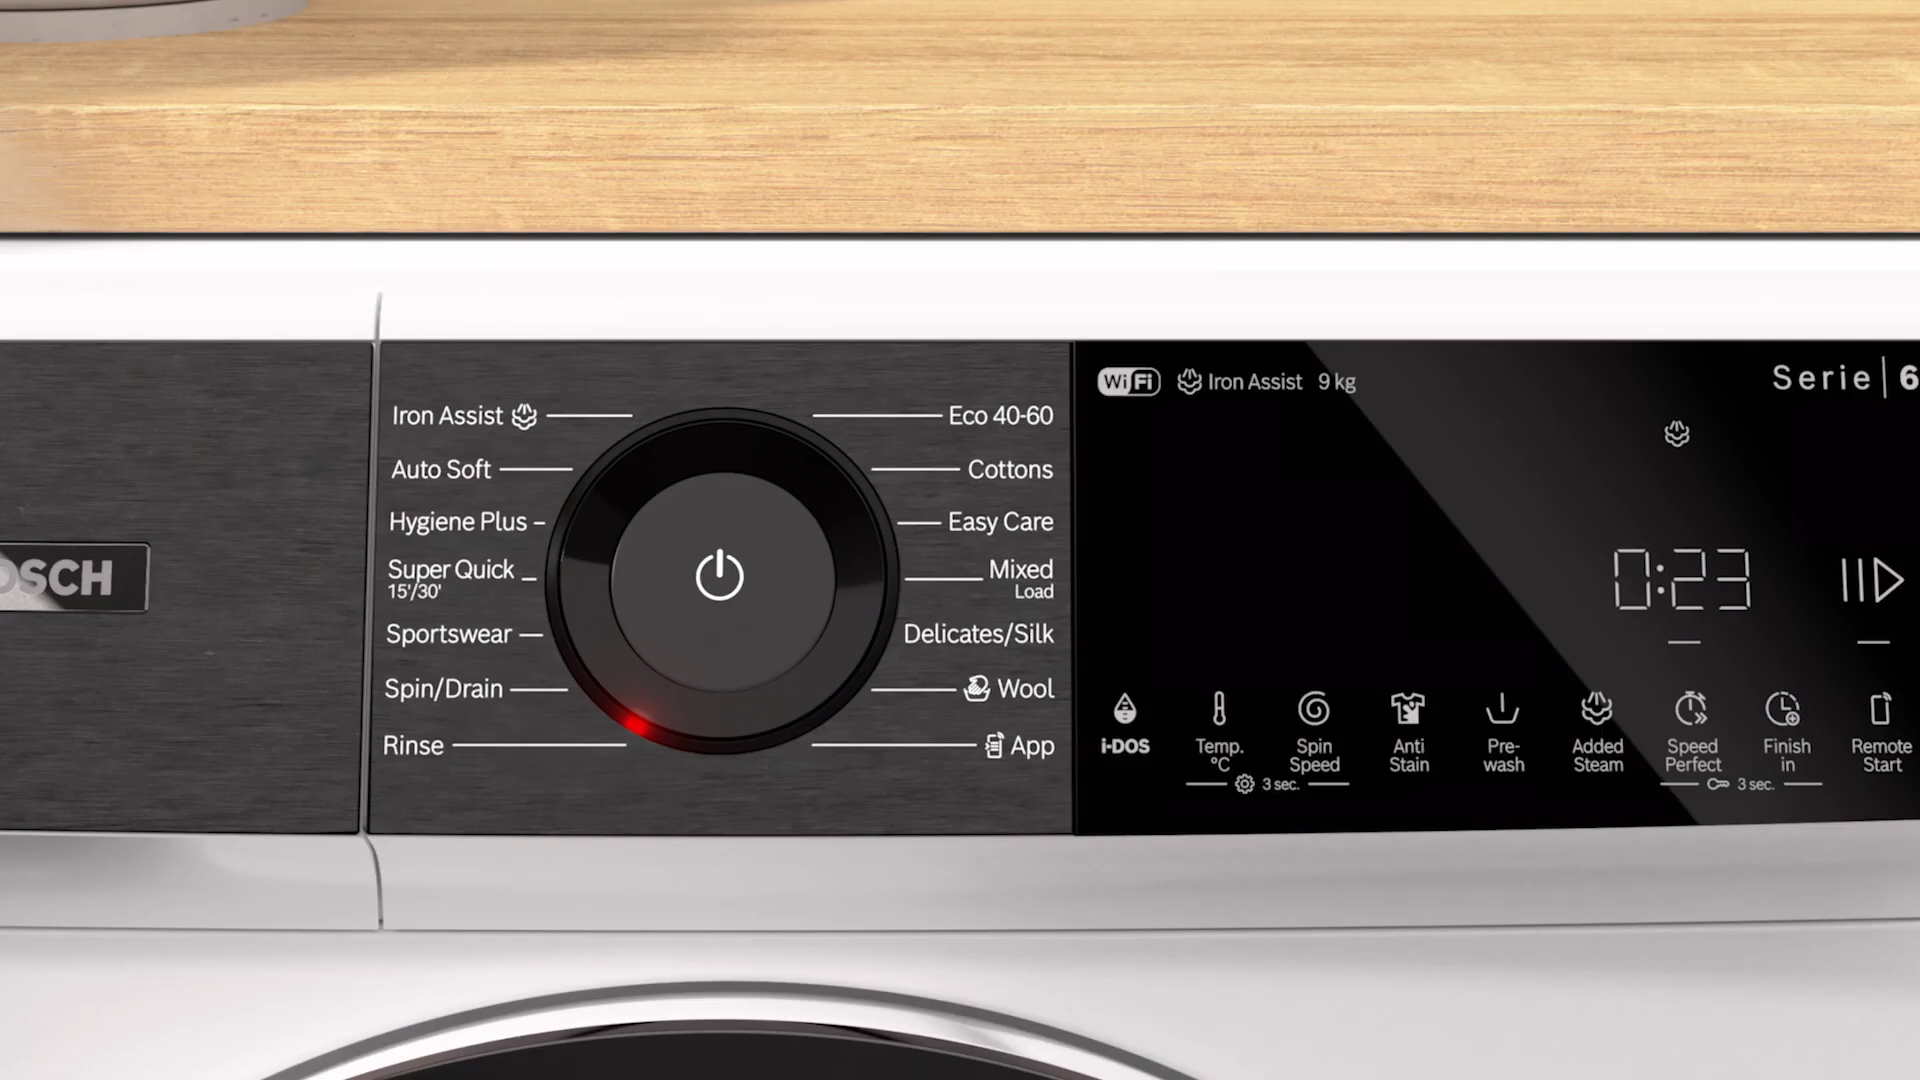 Iron Assist
Auto Soft
Hygiene Plus
Super Quick
15'/30'
Sportswear
Spin/Drain
Rinse
Eco 40-60
Cottons
Easy Care
Mixed
Load
Delicates/Silk
Wool
App
OSCH
WiFi Iron Assist 9 kg
Serie 6
0:23
i-DOS
Temp.
°C
Spin
Speed
3 sec.
Anti
Stain
Pre-
wash
Added
Steam
Speed
Perfect
Finish
in
3 sec.
Remote
Start